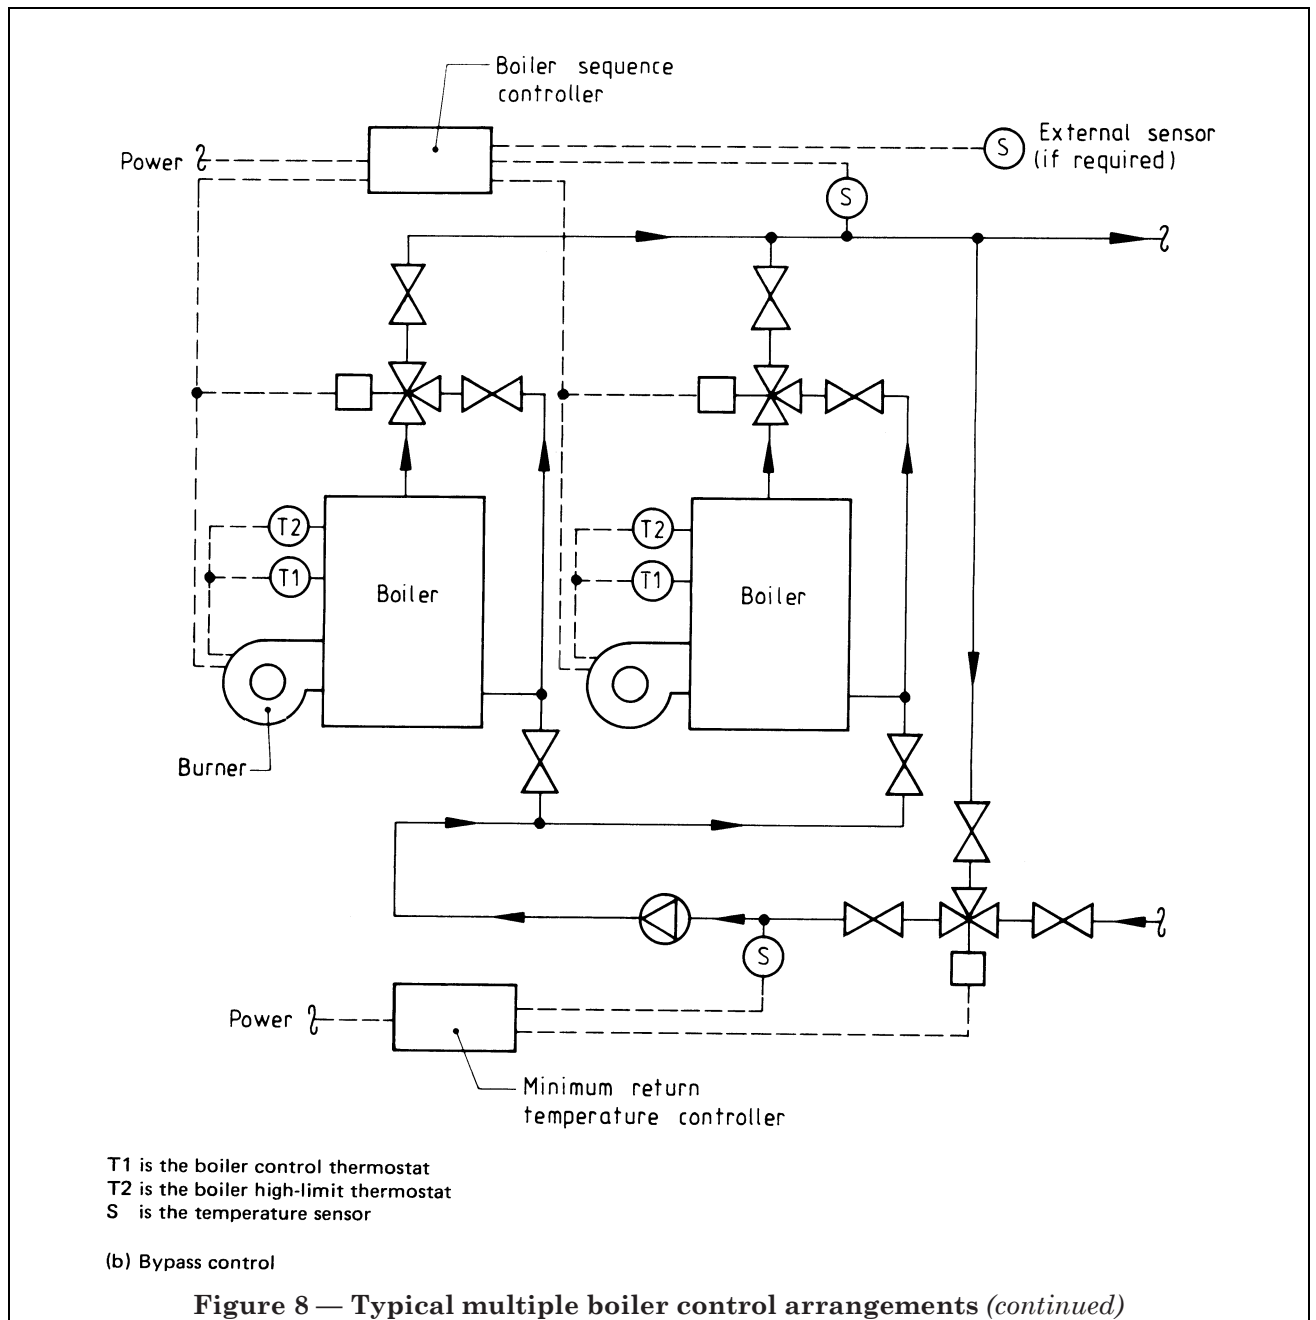 Boiler sequence
controller
Power
S
External sensor
(if required)
S
T2
T1
Boiler
T2
T1
Boiler
Burner
S
Power
Minimum return
temperature controller
T1 is the boiler control thermostat
T2 is the boiler high-limit thermostat
S is the temperature sensor
(b) Bypass control
Figure 8 — Typical multiple boiler control arrangements (continued)